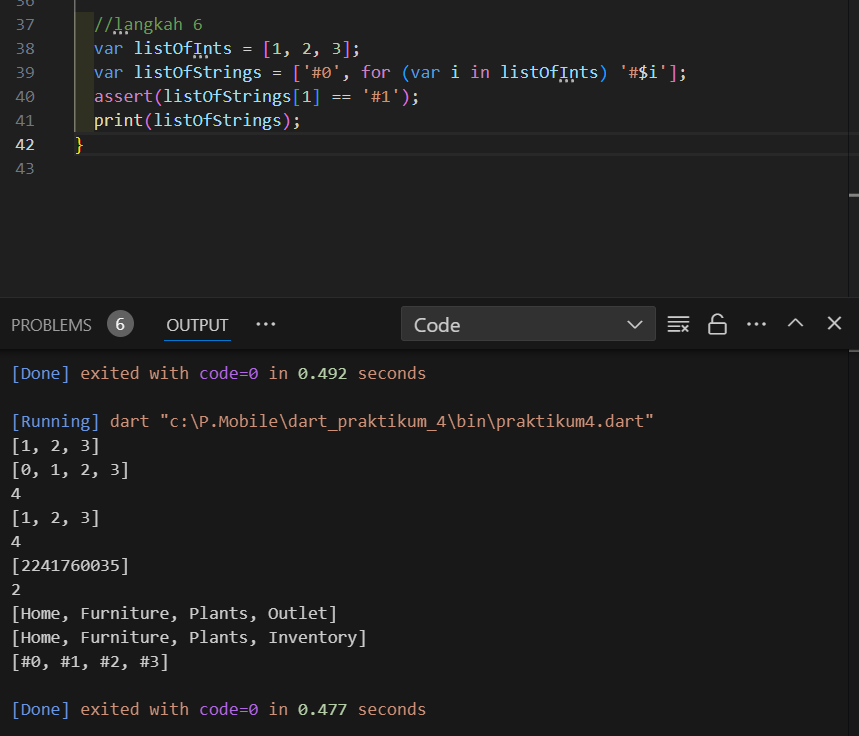 36
37 //langkah 6
38 var listOfInts = [1, 2, 3];
39 var listOfStrings = ['#0', for (var i in listOfInts) '#$i'];
40 assert(listOfStrings[1] == '#1');
41 print(listOfStrings);
42 }
43
PROBLEMS 6 OUTPUT ··· Code ···
[Done] exited with code=0 in 0.492 seconds
[Running] dart "c:\P.Mobile\dart_praktikum_4\bin\praktikum4.dart"
[1, 2, 3]
[0, 1, 2, 3]
4
[1, 2, 3]
4
[2241760035]
2
[Home, Furniture, Plants, Outlet]
[Home, Furniture, Plants, Inventory]
[#0, #1, #2, #3]
[Done] exited with code=0 in 0.477 seconds